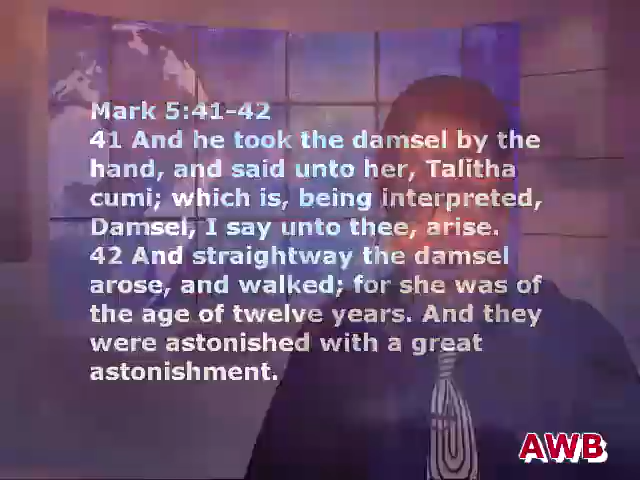 Mark 5:41-42
41 And he took the damsel by the
hand, and said unto her, Talitha
cumi; which is, being interpreted,
Damsel, I say unto thee, arise.
42 And straightway the damsel
arose, and walked; for she was of
the age of twelve years. And they
were astonished with a great
astonishment.
AWB